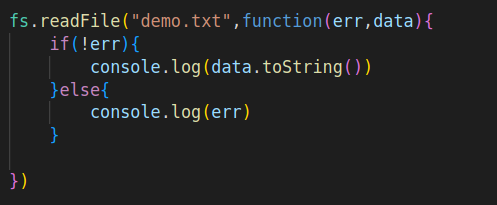 fs.readFile("demo.txt",function(err,data){
    if(!err){
        console.log(data.toString())
    }else{
        console.log(err)
    }

})